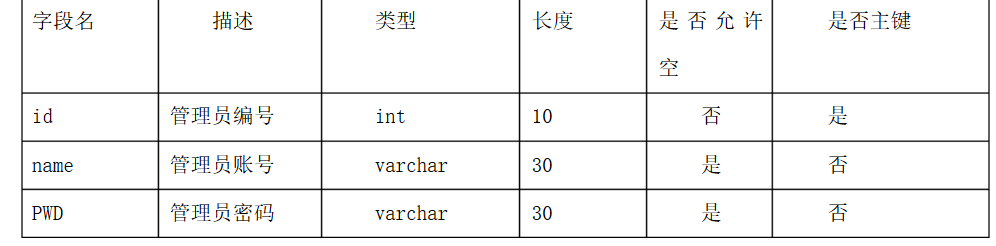 字段名 描述 类型 长度 是否允许空 是否主键
id 管理员编号 int 10 否 是
name 管理员账号 varchar 30 是 否
PWD 管理员密码 varchar 30 是 否